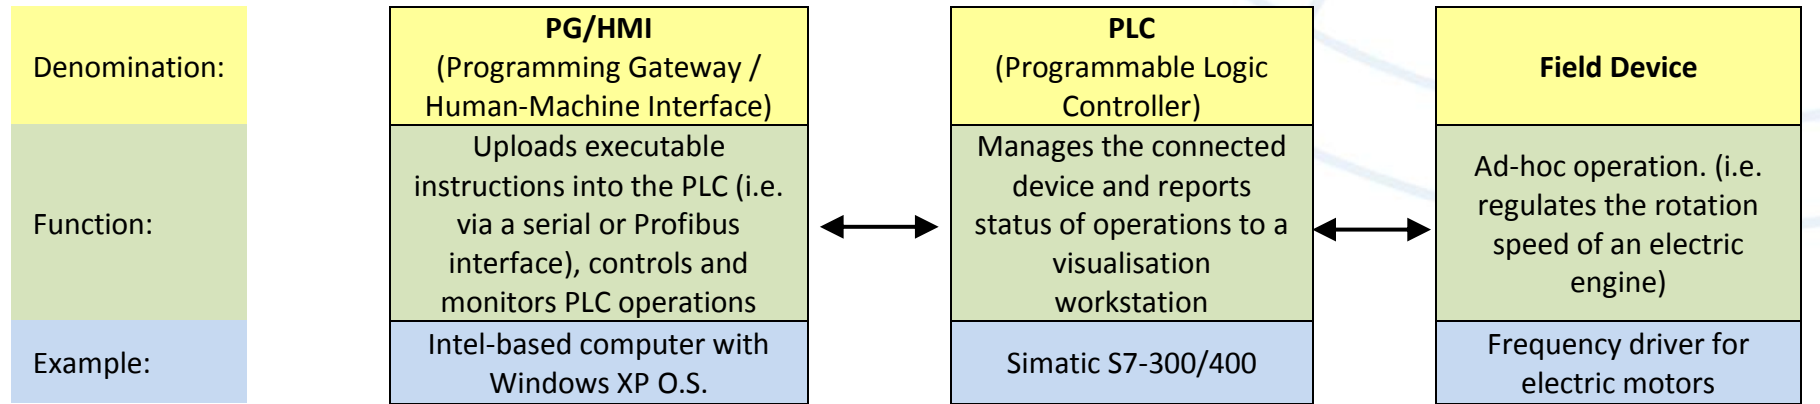 Denomination:
PG/HMI
(Programming Gateway /
Human-Machine Interface)
PLC
(Programmable Logic
Controller)
Field Device
Function:
Uploads executable
instructions into the PLC (i.e.
via a serial or Profibus
interface), controls and
monitors PLC operations
Manages the connected
device and reports
status of operations to a
visualisation
workstation
Ad-hoc operation. (i.e.
regulates the rotation
speed of an electric
engine)
Example:
Intel-based computer with
Windows XP O.S.
Simatic S7-300/400
Frequency driver for
electric motors